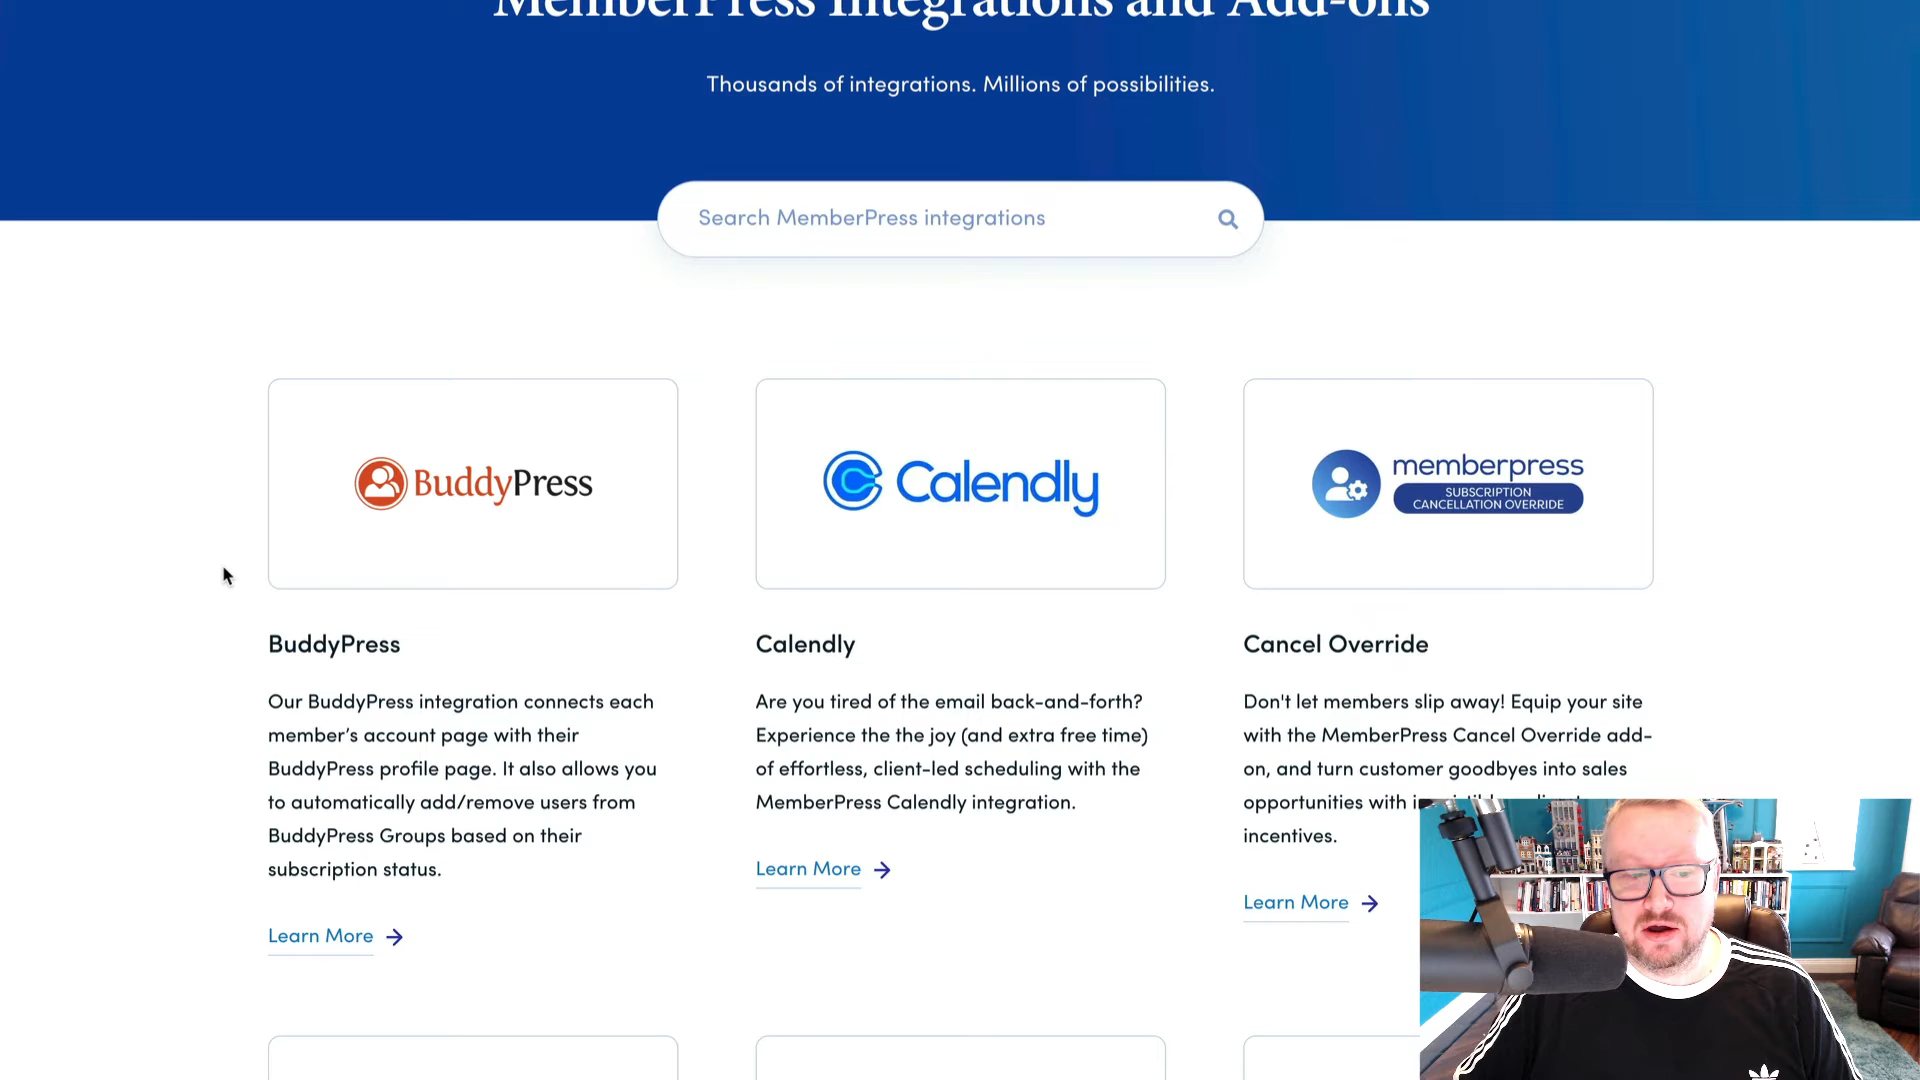 MemberPress Integrations and Add-ons
Thousands of integrations. Millions of possibilities.
Search MemberPress integrations
BuddyPress
Calendly
memberpress
SUBSCRIPTION
CANCELLATION OVERRIDE
BuddyPress
Our BuddyPress integration connects each
member’s account page with their
BuddyPress profile page. It also allows you
to automatically add/remove users from
BuddyPress Groups based on their
subscription status.
Learn More
Calendly
Are you tired of the email back-and-forth?
Experience the the joy (and extra free time)
of effortless, client-led scheduling with the
MemberPress Calendly integration.
Learn More
Cancel Override
Don't let members slip away! Equip your site
with the MemberPress Cancel Override add-
on, and turn customer goodbyes into sales
opportunities with
incentives.
Learn More